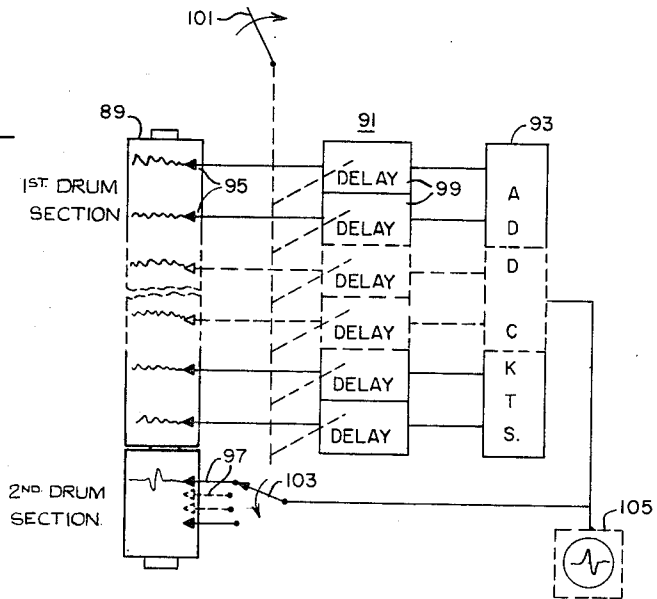 101
89
91
93
1ST. DRUM
SECTION
95
DELAY
99
DELAY
DELAY
DELAY
DELAY
DELAY
A
D
D
C
K
T
S.
2ND. DRUM
SECTION.
97
103
105